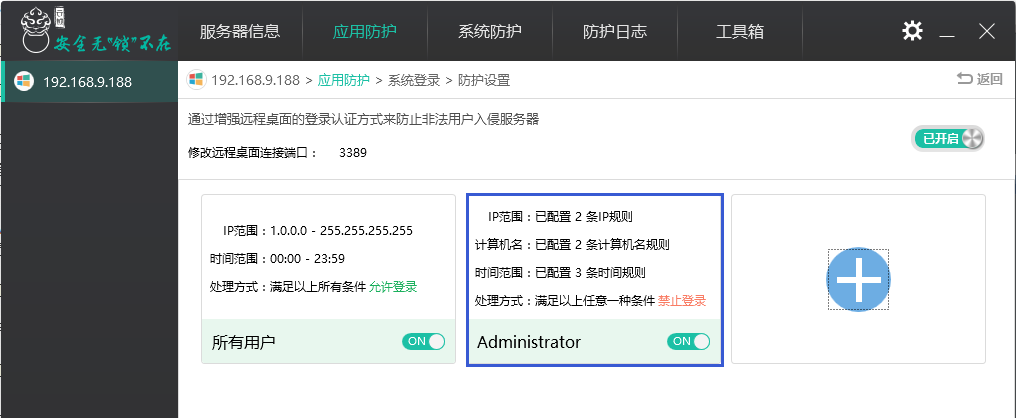 安全无"锁"不在
服务器信息
应用防护
系统防护
防护日志
工具箱
192.168.9.188
192.168.9.188 > 应用防护 > 系统登录 > 防护设置
返回
通过增强远程桌面的登录认证方式来防止非法用户入侵服务器
修改远程桌面连接端口： 3389
已开启
IP范围：1.0.0.0 - 255.255.255.255
时间范围：00:00 - 23:59
处理方式：满足以上所有条件 允许登录
所有用户
ON
IP范围：已配置 2 条IP规则
计算机名：已配置 2 条计算机名规则
时间范围：已配置 3 条时间规则
处理方式：满足以上任意一种条件 禁止登录
Administrator
ON